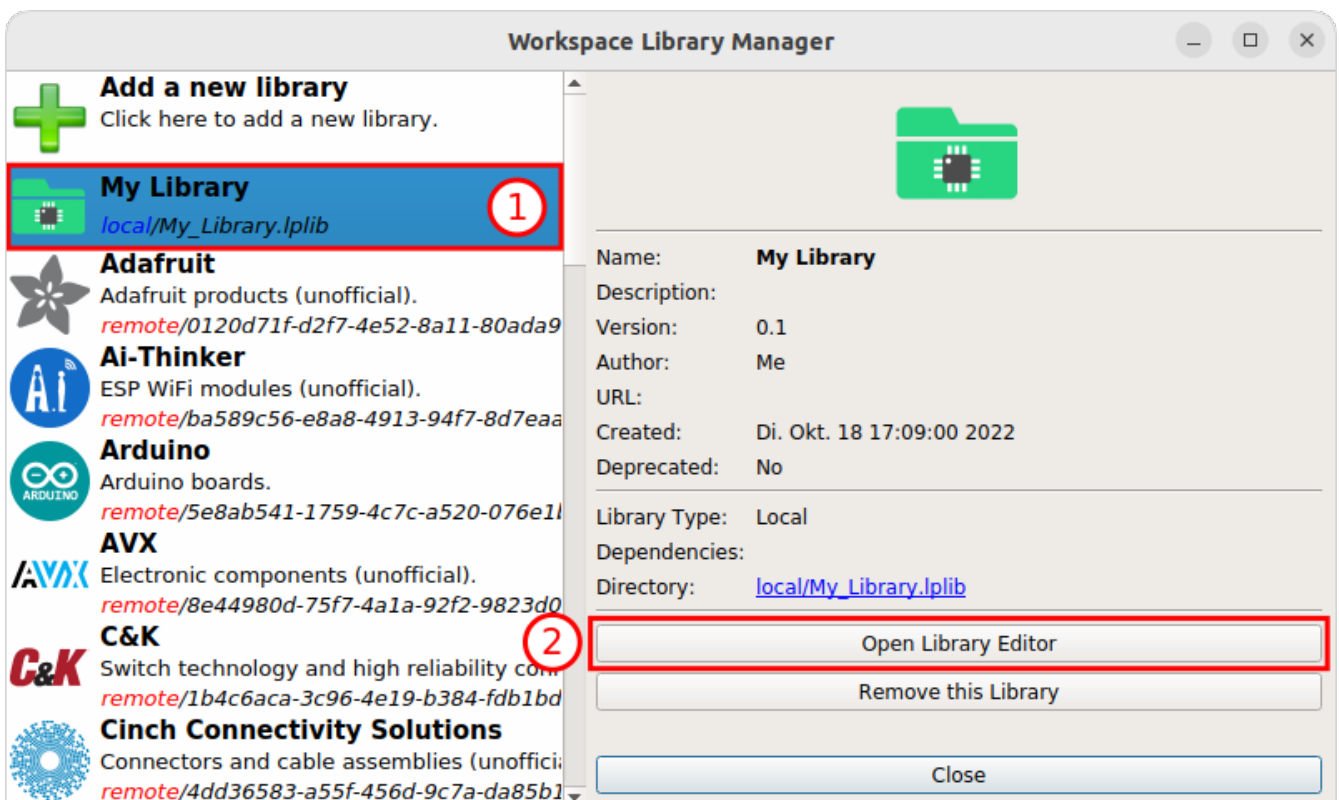 Workspace Library Manager
Add a new library
Click here to add a new library.
My Library
local/My_Library.lplib
1
Adafruit
Adafruit products (unofficial).
remote/0120d71f-d2f7-4e52-8a11-80ada9
Ai-Thinker
ESP WiFi modules (unofficial).
remote/ba589c56-e8a8-4913-94f7-8d7eaa
Arduino
Arduino boards.
remote/5e8ab541-1759-4c7c-a520-076e1b
ARDUINO
AVX
AVX
Electronic components (unofficial).
remote/8e44980d-75f7-4a1a-92f2-9823d0
C&K
C&K
Switch technology and high reliability
remote/1b4c6aca-3c96-4e19-b384-fdb1bd
Cinch Connectivity Solutions
Connectors and cable assemblies (unoffici
remote/4dd36583-a55f-456d-9c7a-da85b1
Name: My Library
Description:
Version: 0.1
Author: Me
URL:
Created: Di. Okt. 18 17:09:00 2022
Deprecated: No
Library Type: Local
Dependencies:
Directory: local/My_Library.lplib
2
Open Library Editor
Remove this Library
Close